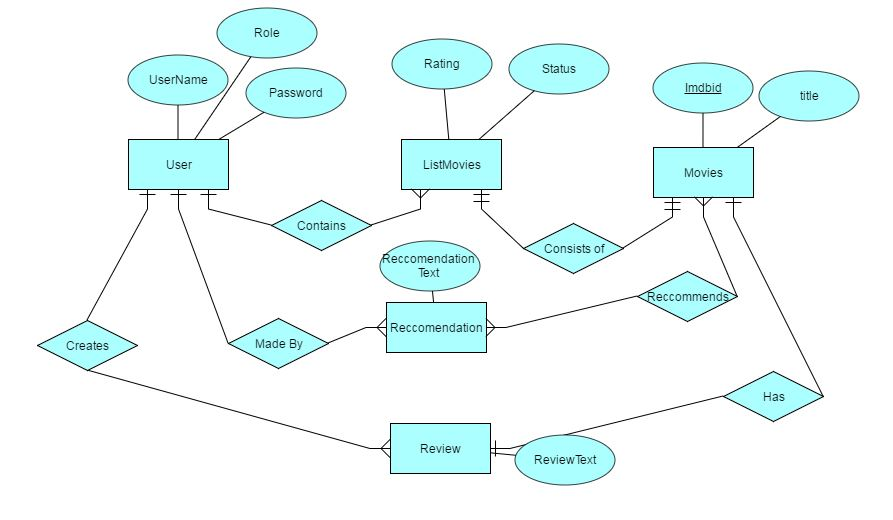 Role
UserName
Password
Rating
Status
Imdbid
title
User
ListMovies
Movies
Contains
Consists of
Reccomendation
Text
Reccommends
Reccomendation
Creates
Made By
Has
Review
ReviewText